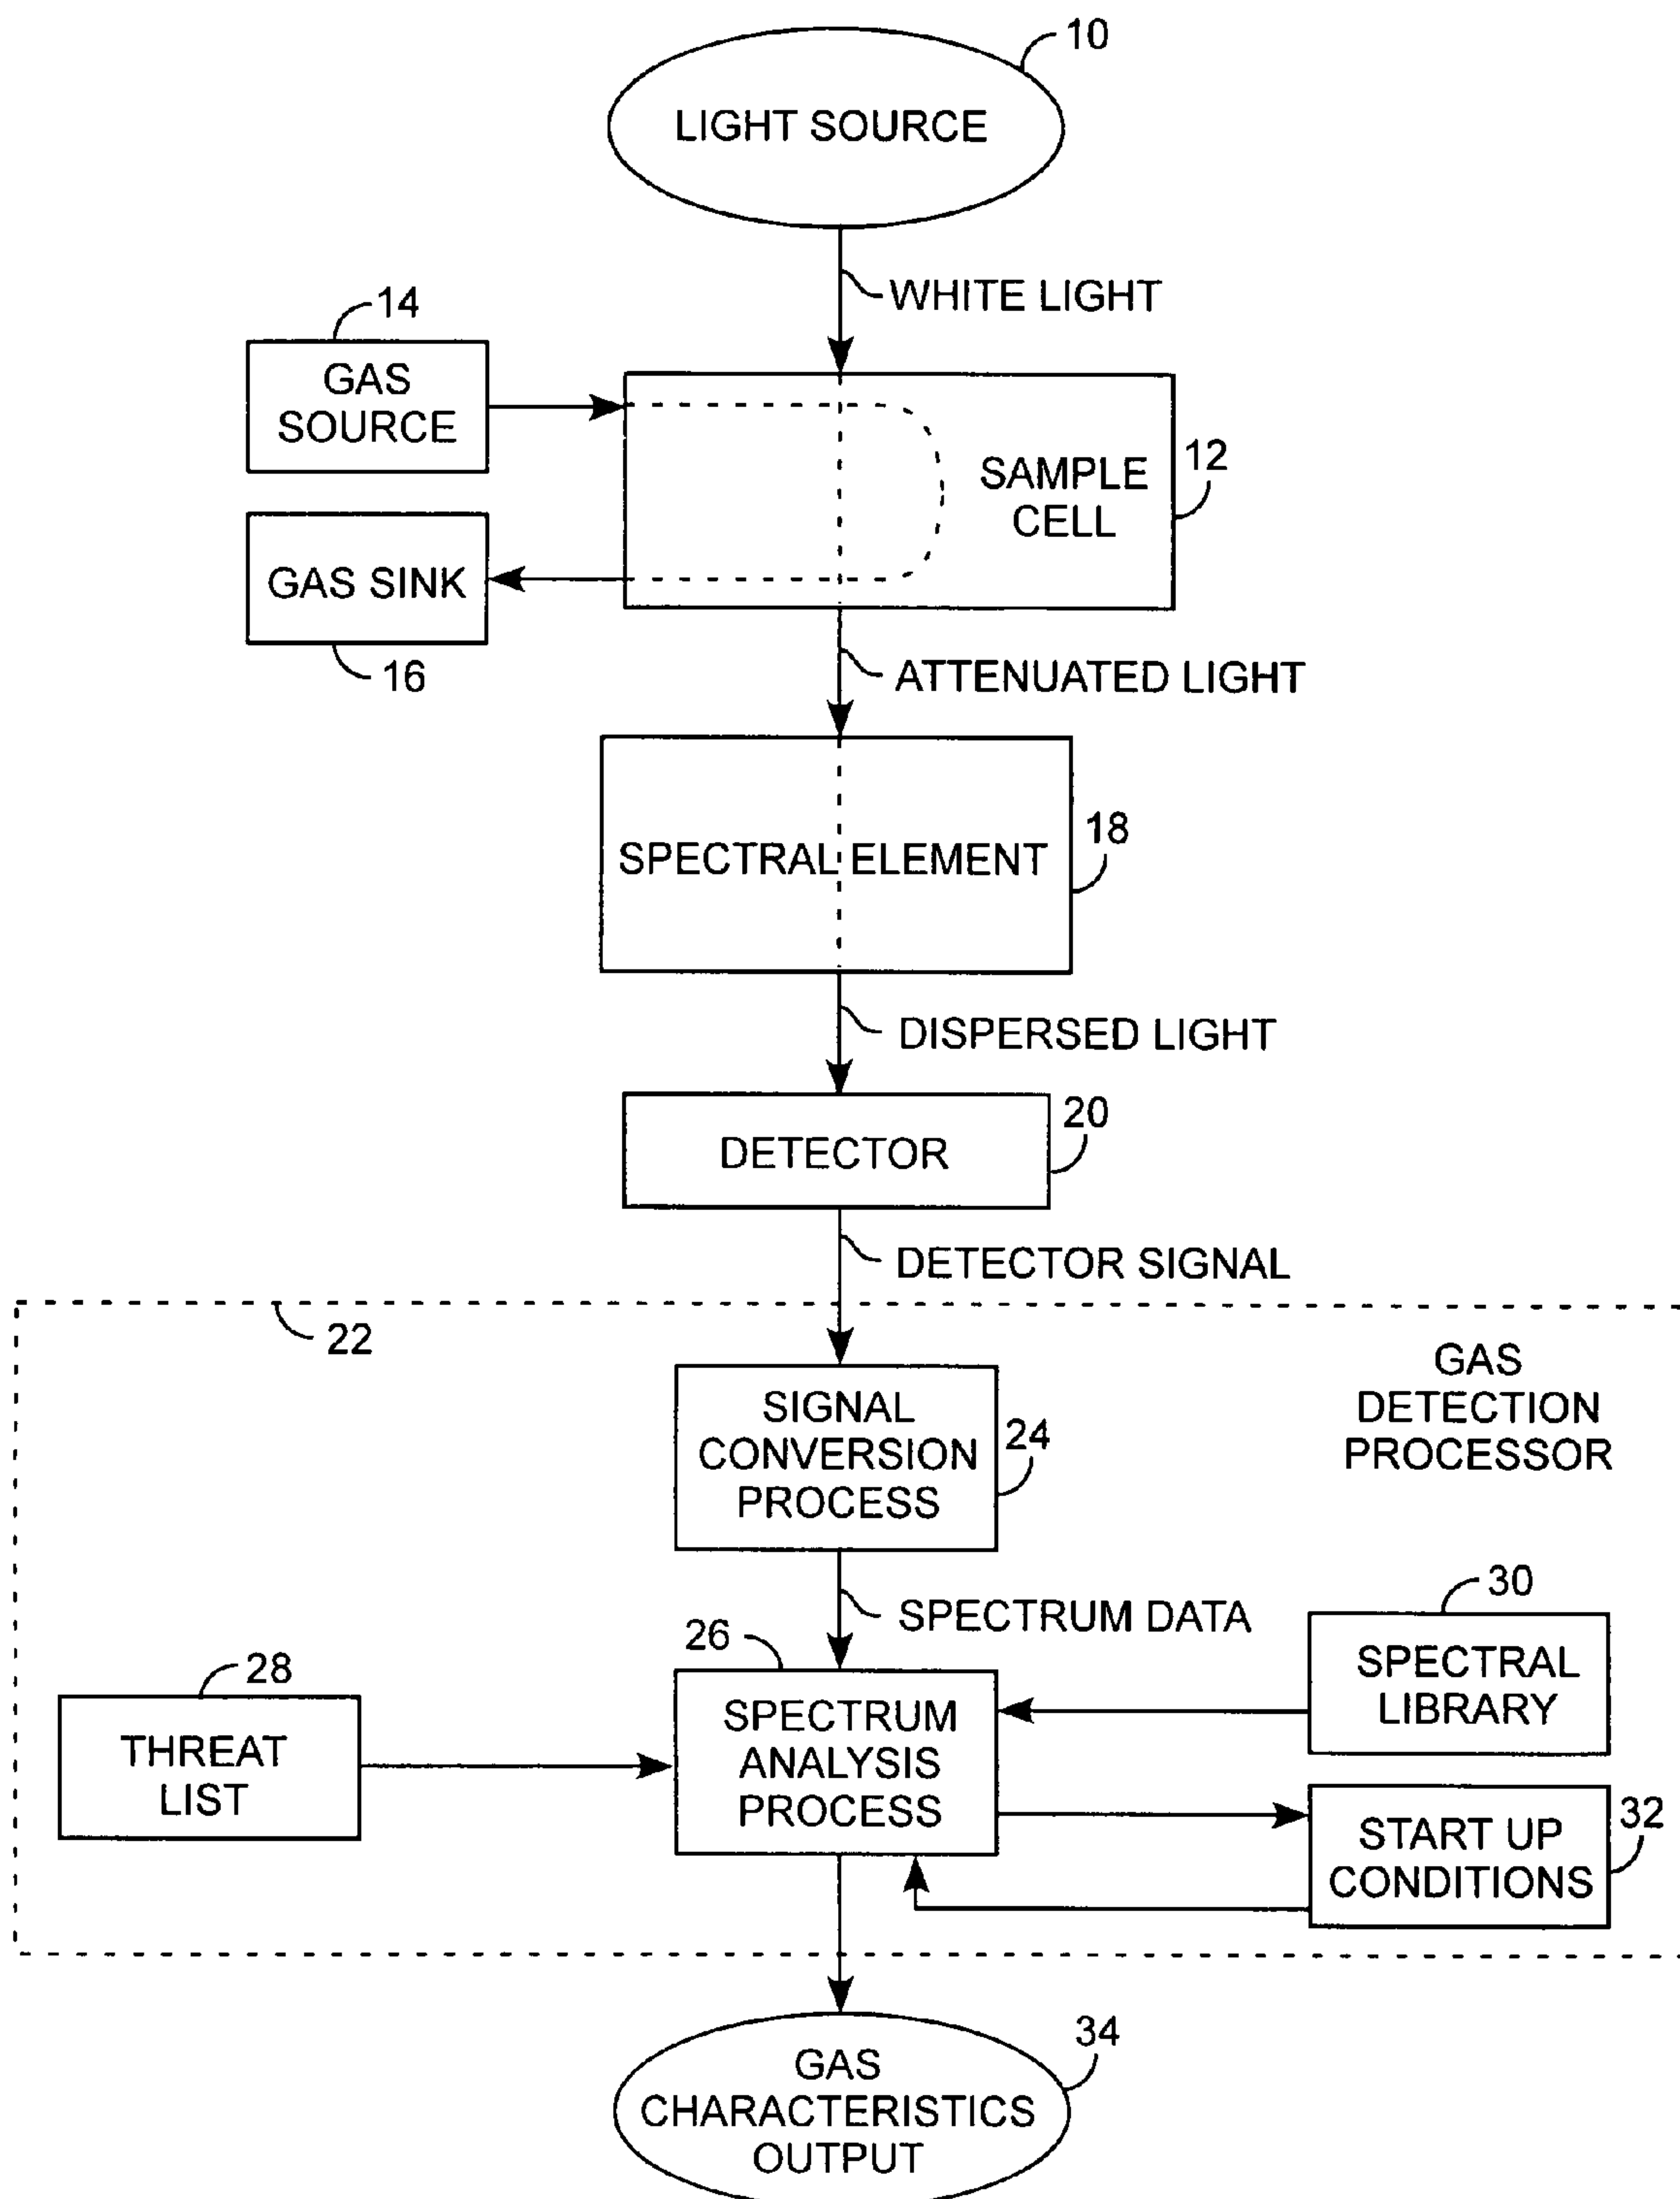 10
LIGHT SOURCE
WHITE LIGHT
14
GAS
SOURCE
SAMPLE
CELL
12
GAS SINK
16
ATTENUATED LIGHT
SPECTRAL ELEMENT
18
DISPERSED LIGHT
DETECTOR
20
DETECTOR SIGNAL
22
GAS
DETECTION
PROCESSOR
SIGNAL
CONVERSION
PROCESS
24
SPECTRUM DATA
30
SPECTRAL
LIBRARY
26
SPECTRUM
ANALYSIS
PROCESS
28
THREAT
LIST
START UP
CONDITIONS
32
34
GAS
CHARACTERISTICS
OUTPUT